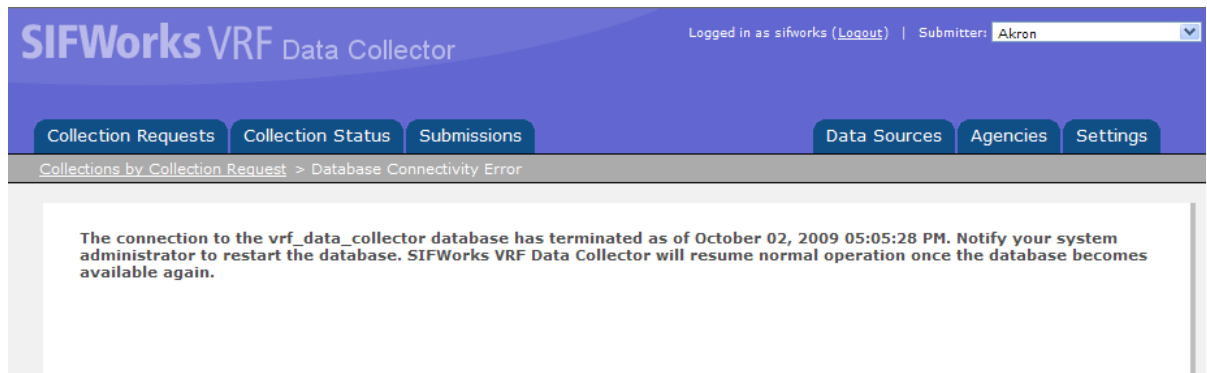 SIFWorks VRF Data Collector
Logged in as sifworks (Logout) | Submitter: Akron
Collection Requests Collection Status Submissions Data Sources Agencies Settings
Collections by Collection Request > Database Connectivity Error
The connection to the vrf_data_collector database has terminated as of October 02, 2009 05:05:28 PM. Notify your system
administrator to restart the database. SIFWorks VRF Data Collector will resume normal operation once the database becomes
available again.